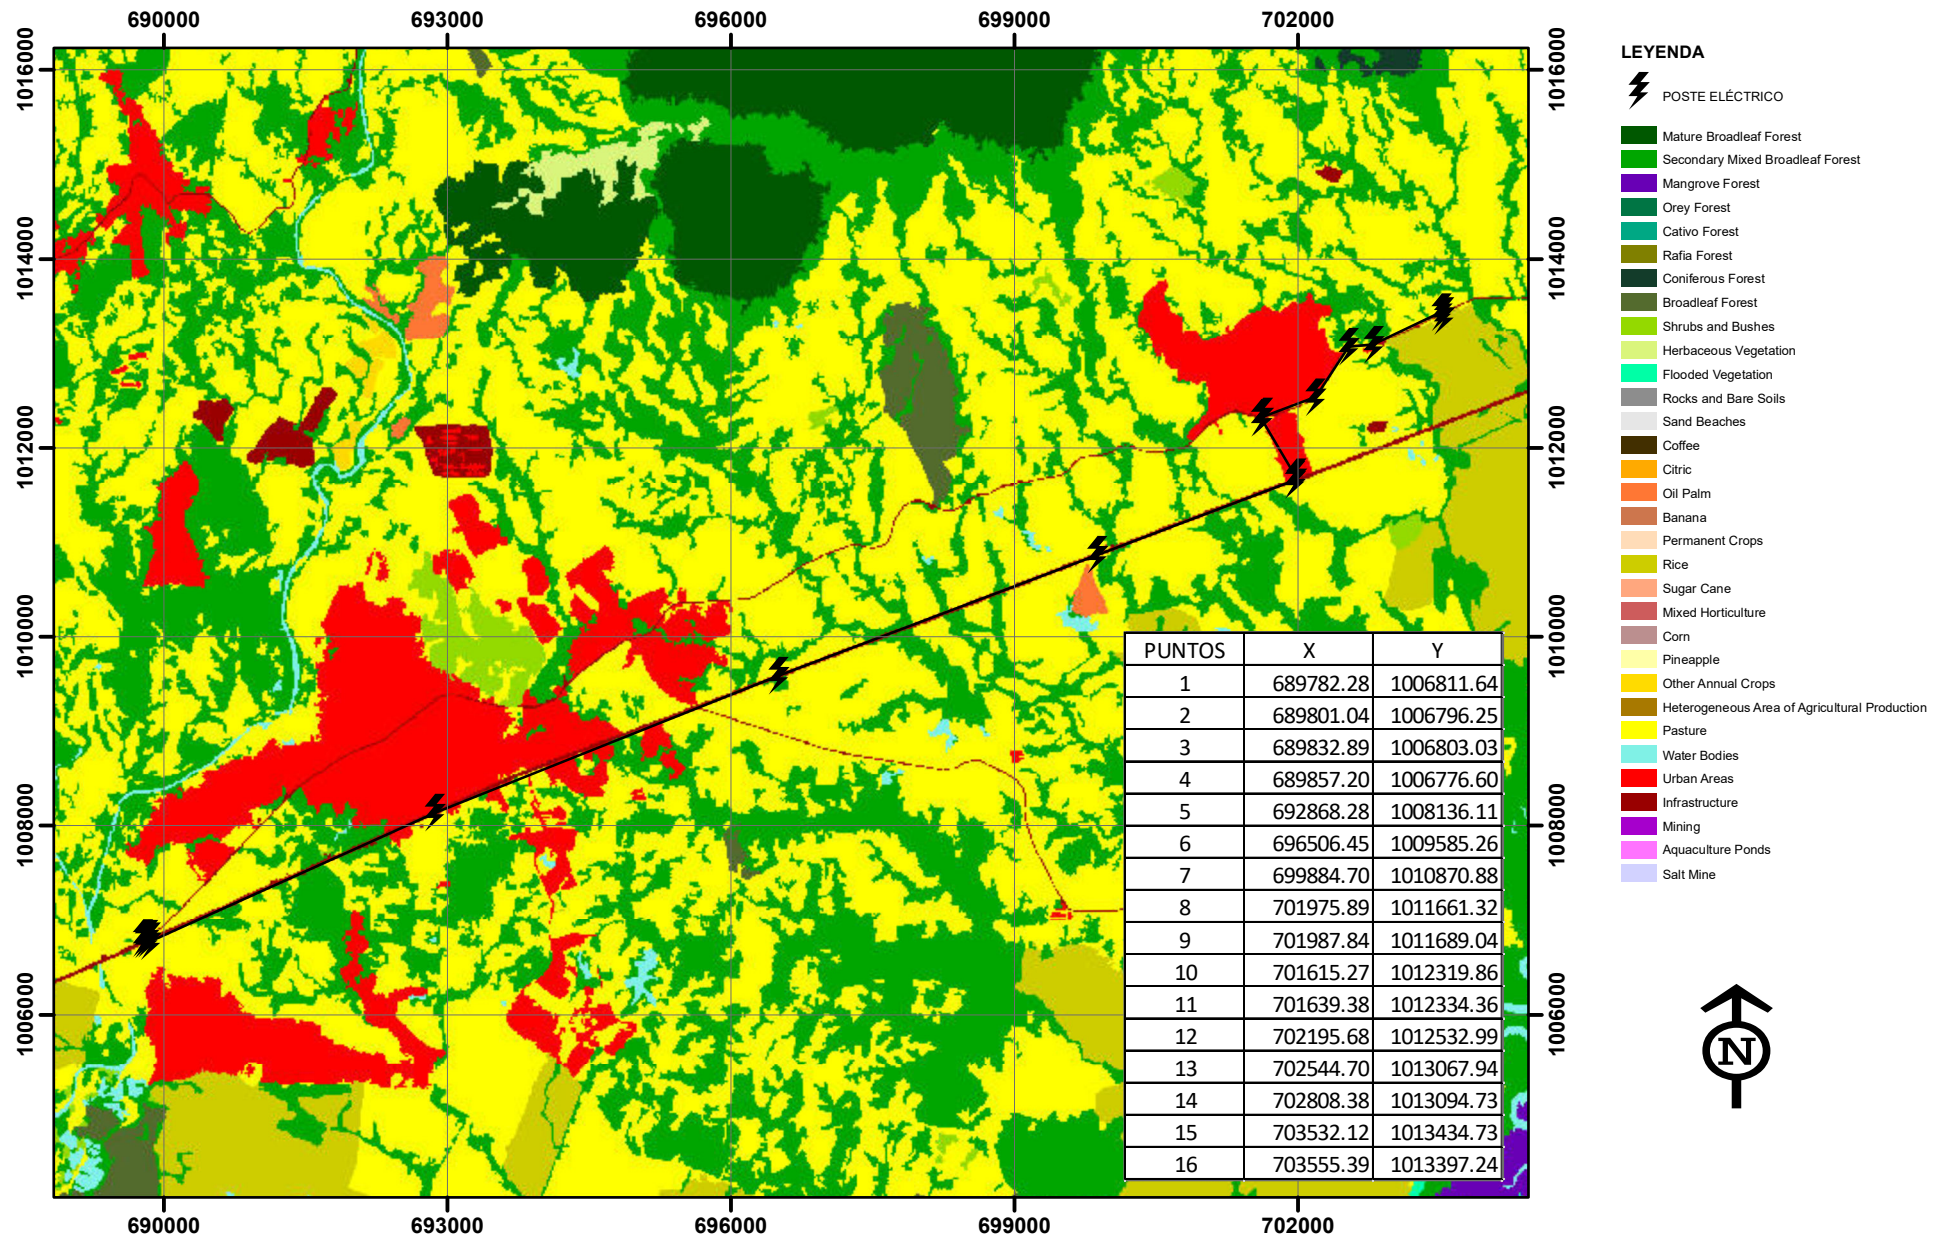 690000 693000 696000 699000 702000
1016000
1014000
1012000
1010000
1008000
1006000
1016000
1014000
1012000
1010000
1008000
1006000
PUNTOS X Y
1 689782.28 1006811.64
2 689801.04 1006796.25
3 689832.89 1006803.03
4 689857.20 1006776.60
5 692868.28 1008136.11
6 696506.45 1009585.26
7 699884.70 1010870.88
8 701975.89 1011661.32
9 701987.84 1011689.04
10 701615.27 1012319.86
11 701639.38 1012334.36
12 702195.68 1012532.99
13 702544.70 1013067.94
14 702808.38 1013094.73
15 703532.12 1013434.73
16 703555.39 1013397.24
690000 693000 696000 699000 702000
LEYENDA
POSTE ELÉCTRICO
Mature Broadleaf Forest
Secondary Mixed Broadleaf Forest
Mangrove Forest
Orey Forest
Cativo Forest
Rafia Forest
Coniferous Forest
Broadleaf Forest
Shrubs and Bushes
Herbaceous Vegetation
Flooded Vegetation
Rocks and Bare Soils
Sand Beaches
Coffee
Citric
Oil Palm
Banana
Permanent Crops
Rice
Sugar Cane
Mixed Horticulture
Corn
Pineapple
Other Annual Crops
Heterogeneous Area of Agricultural Production
Pasture
Water Bodies
Urban Areas
Infrastructure
Mining
Aquaculture Ponds
Salt Mine
N